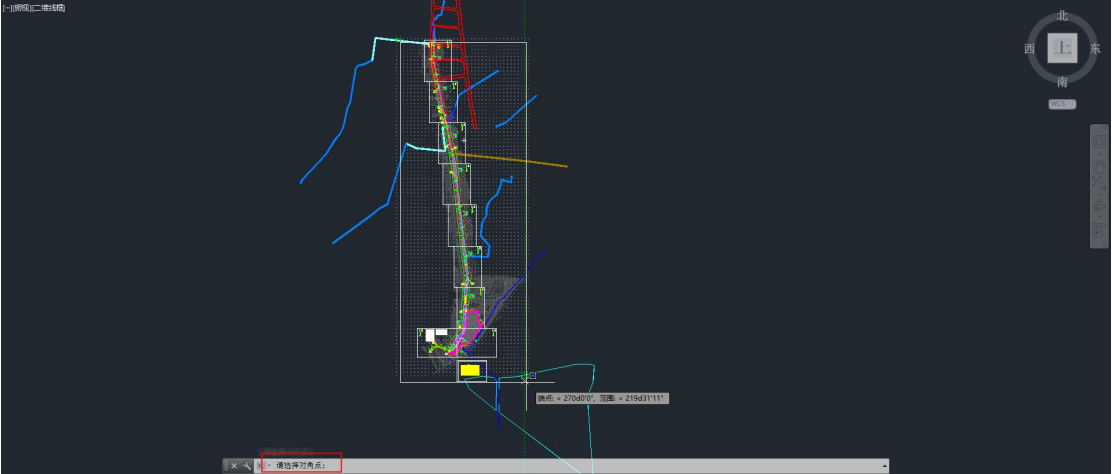 [−][俯视][二维线框]
北
西
上
东
南
WCS
端点: < 270d0'0", 范围: < 219d31'11"
请选择对角点: